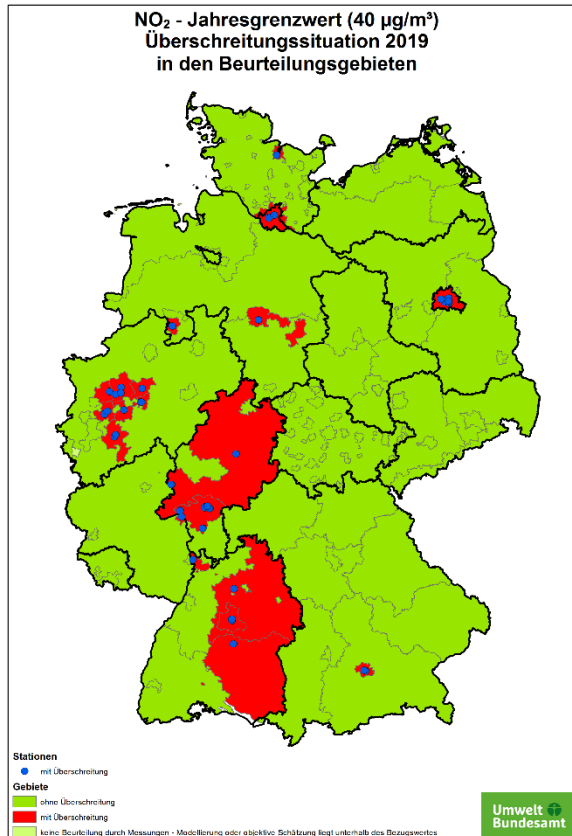 NO₂ - Jahresgrenzwert (40 µg/m³)
Überschreitungssituation 2019
in den Beurteilungsgebieten
Stationen
mit Überschreitung
Gebiete
ohne Überschreitung
mit Überschreitung
keine Beurteilung durch Messungen - Modellierung oder objektive Schätzung liegt unterhalb des Bezugswertes
Umwelt
Bundesamt